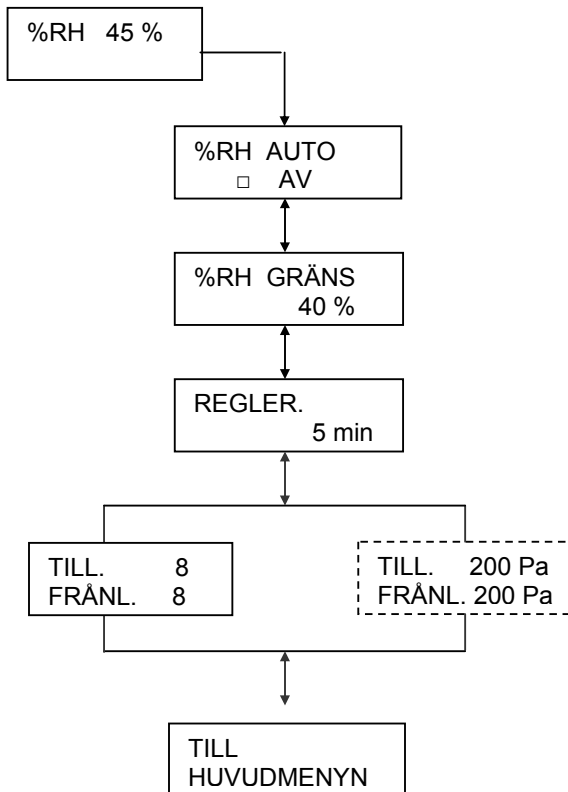 %RH 45 %
%RH AUTO
□ AV
%RH GRÄNS
40 %
REGLER.
5 min
TILL. 8
FRÅNL. 8
TILL. 200 Pa
FRÅNL. 200 Pa
TILL
HUVUDMENYN